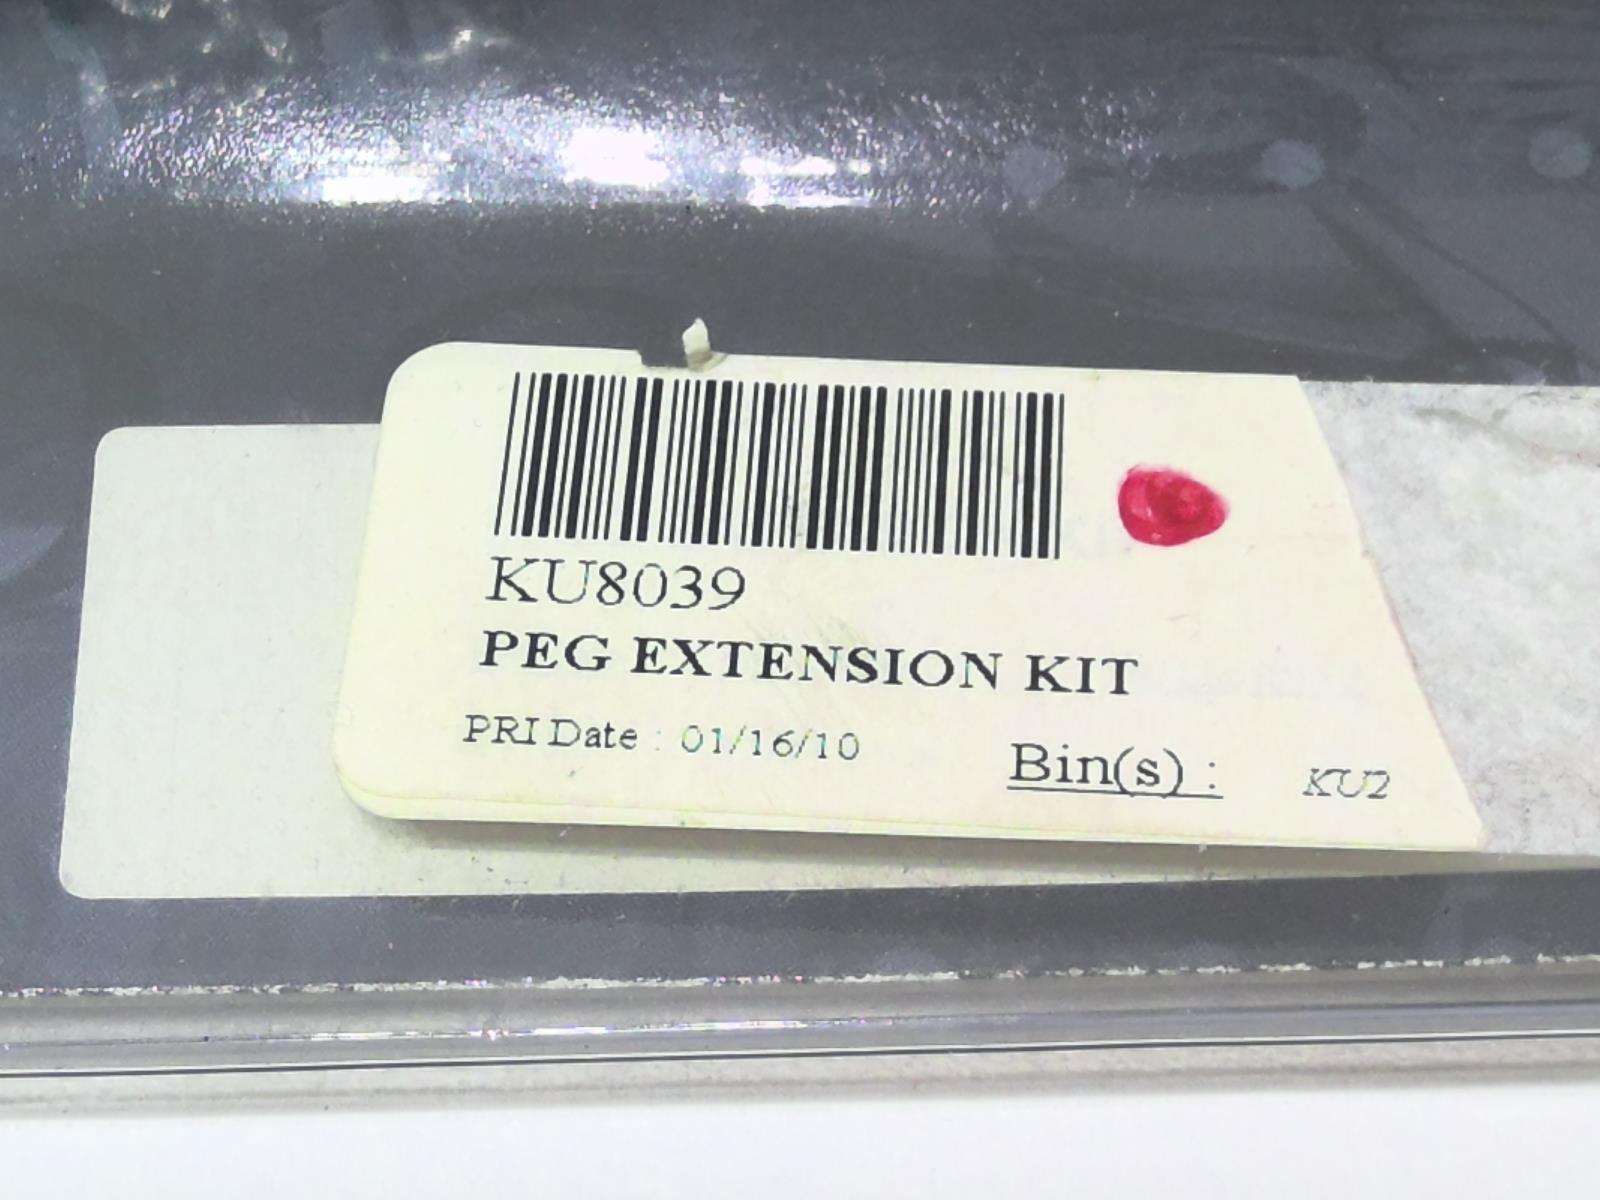 KU8039
PEG EXTENSION KIT
PRI Date : 01/16/10
Bin(s) : KU2